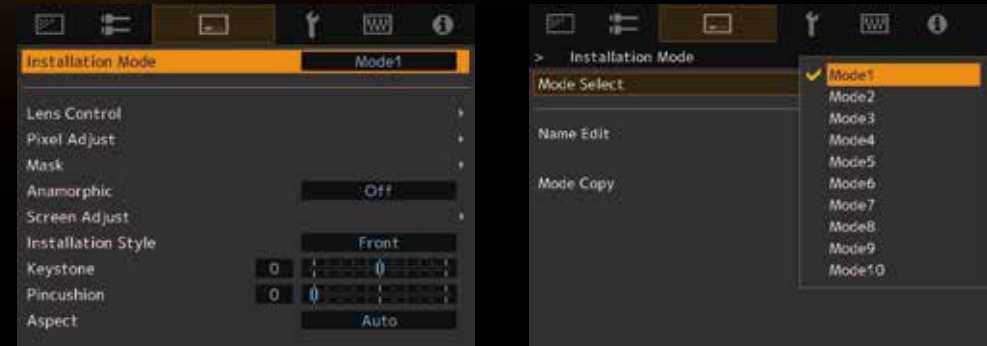 Installation Mode Mode1
Lens Control
Pixel Adjust
Mask
Anamorphic Off
Screen Adjust
Installation Style Front
Keystone 0
Pincushion 0
Aspect Auto
> Installation Mode
Mode Select
Name Edit
Mode Copy
Mode1
Mode2
Mode3
Mode4
Mode5
Mode6
Mode7
Mode8
Mode9
Mode10